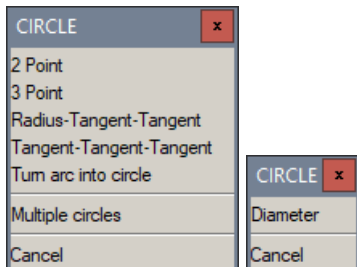 CIRCLE x
2 Point
3 Point
Radius-Tangent-Tangent
Tangent-Tangent-Tangent
Turn arc into circle
Multiple circles
Cancel
CIRCLE x
Diameter
Cancel